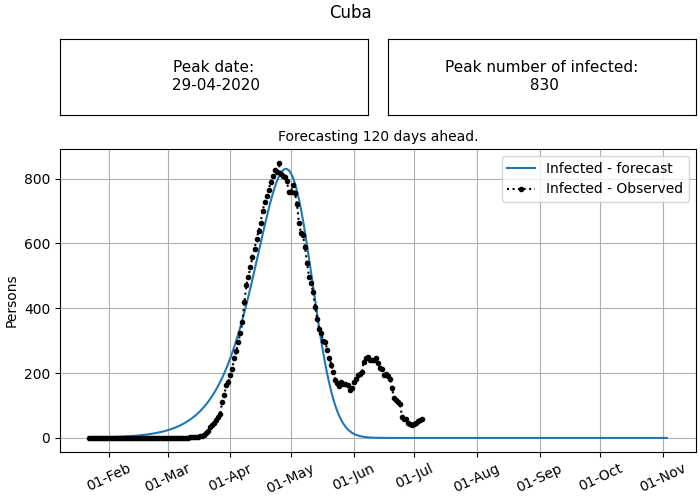 Cuba
Peak date:
29-04-2020
Peak number of infected:
830
Forecasting 120 days ahead.
Infected - forecast
Infected - Observed
Persons
800
600
400
200
0
01-Feb
01-Mar
01-Apr
01-May
01-Jun
01-Jul
01-Aug
01-Sep
01-Oct
01-Nov